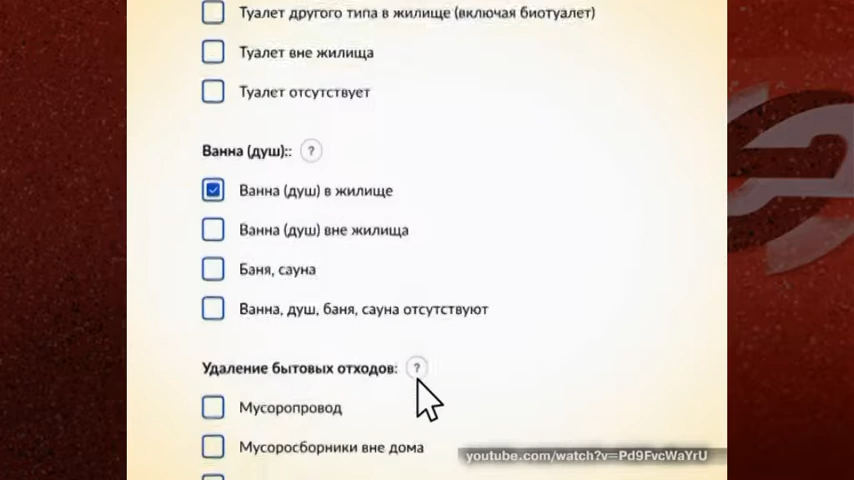 Туалет другого типа в жилище (включая биотуалет)
Туалет вне жилища
Туалет отсутствует
Ванна (душ):: ?
Ванна (душ) в жилище
Ванна (душ) вне жилища
Баня, сауна
Ванна, душ, баня, сауна отсутствуют
Удаление бытовых отходов: ?
Мусоропровод
Мусоросборники вне дома
youtube.com/watch?v=Pd9FvcWaYrU